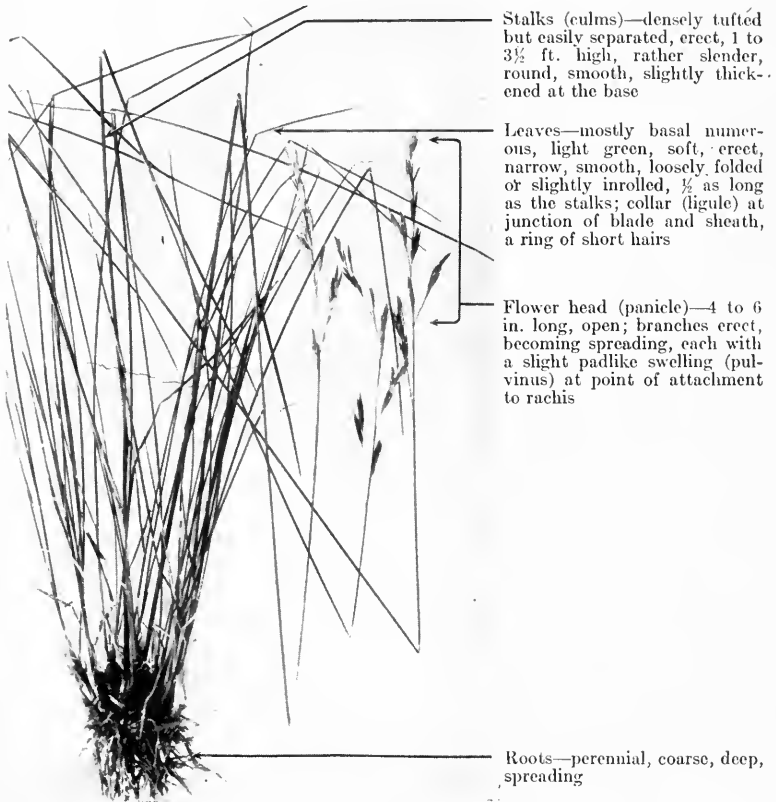 Stalks (culms)—densely tufted
but easily separated, erect, 1 to
3½ ft. high, rather slender,
round, smooth, slightly thick-
ened at the base
Leaves—mostly basal numer-
ous, light green, soft, erect,
narrow, smooth, loosely folded
or slightly inrolled, ½ as long
as the stalks; collar (ligule) at
junction of blade and sheath,
a ring of short hairs
Flower head (panicle)—4 to 6
in. long, open; branches erect,
becoming spreading, each with
a slight padlike swelling (pul-
vinus) at point of attachment
to rachis
Roots—perennial, coarse, deep,
spreading